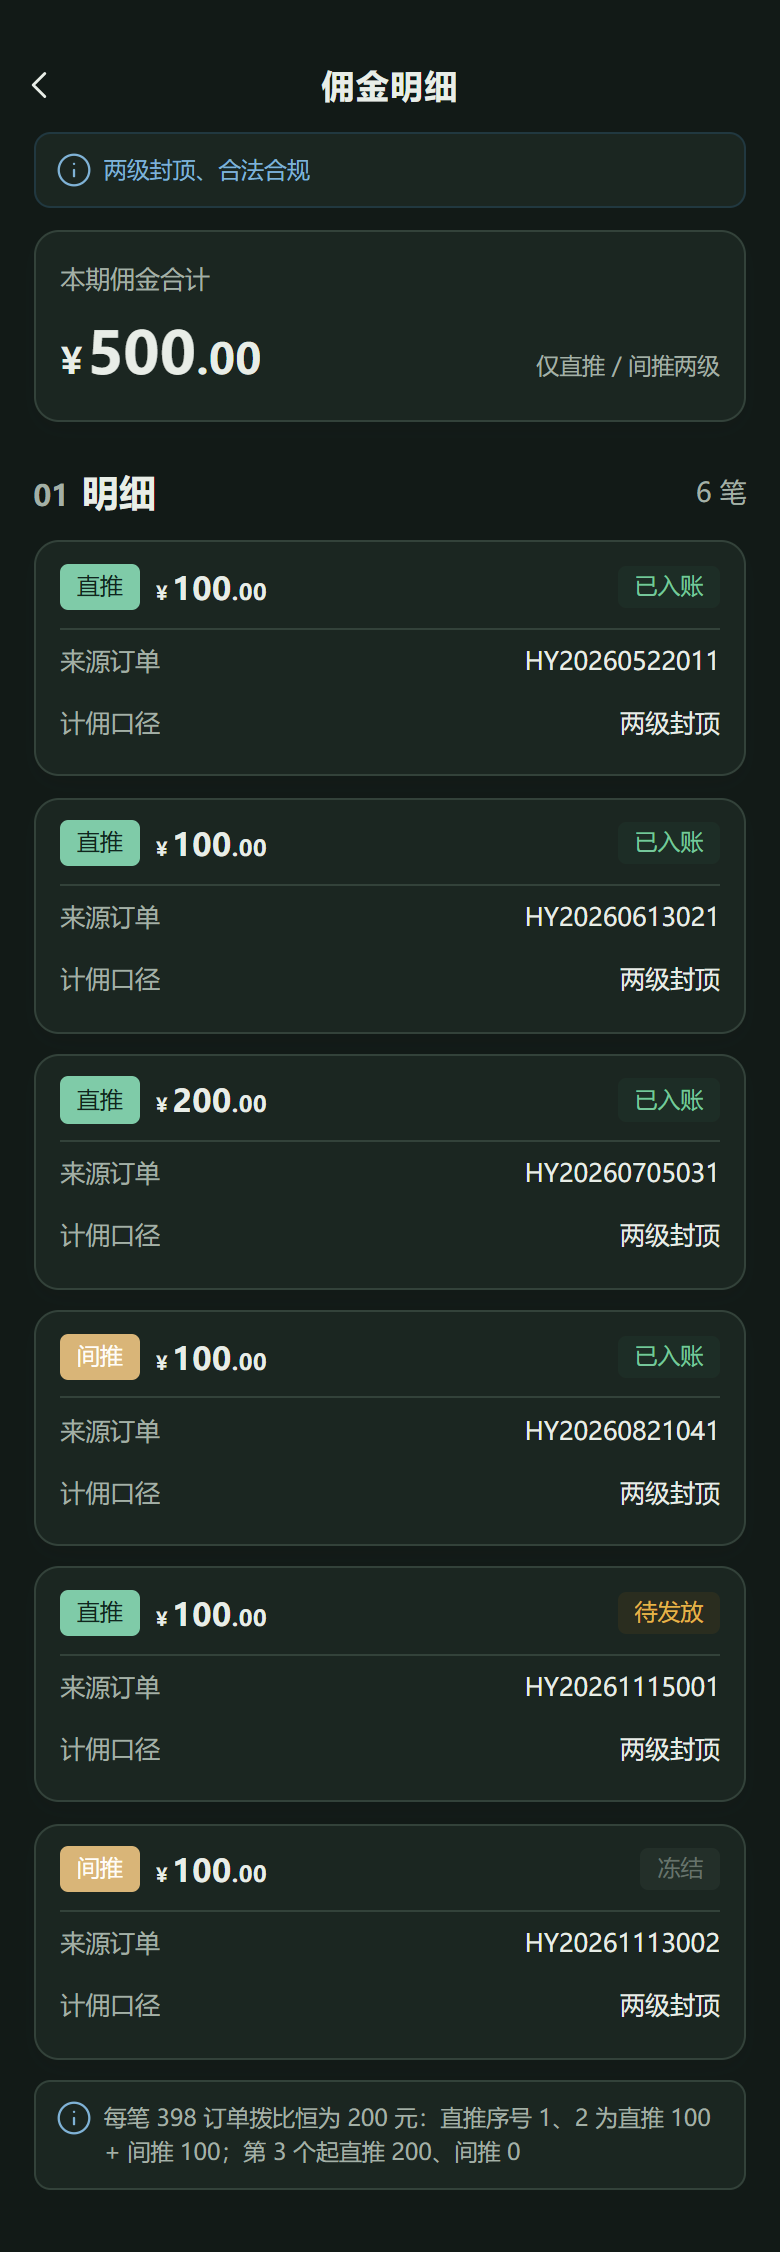 佣金明细
两级封顶、合法合规
本期佣金合计
¥500.00
仅直推 / 间推两级
01 明细
6 笔
直推 ¥100.00 已入账
来源订单 HY20260522011
计佣口径 两级封顶
直推 ¥100.00 已入账
来源订单 HY20260613021
计佣口径 两级封顶
直推 ¥200.00 已入账
来源订单 HY20260705031
计佣口径 两级封顶
间推 ¥100.00 已入账
来源订单 HY20260821041
计佣口径 两级封顶
直推 ¥100.00 待发放
来源订单 HY20261115001
计佣口径 两级封顶
间推 ¥100.00 冻结
来源订单 HY20261113002
计佣口径 两级封顶
每笔 398 订单拨比恒为 200 元：直推序号 1、2 为直推 100
+ 间推 100；第 3 个起直推 200、间推 0